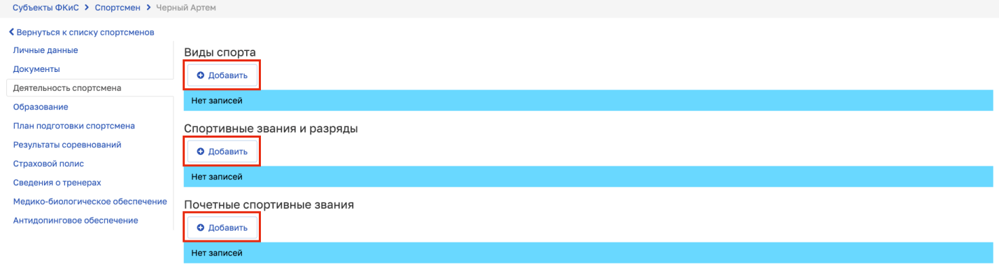 Субъекты ФКиС > Спортсмен > Черный Артем
Вернуться к списку спортсменов
Личные данные
Документы
Деятельность спортсмена
Образование
План подготовки спортсмена
Результаты соревнований
Страховой полис
Сведения о тренерах
Медико-биологическое обеспечение
Антидопинговое обеспечение
Виды спорта
Добавить
Нет записей
Спортивные звания и разряды
Добавить
Нет записей
Почетные спортивные звания
Добавить
Нет записей